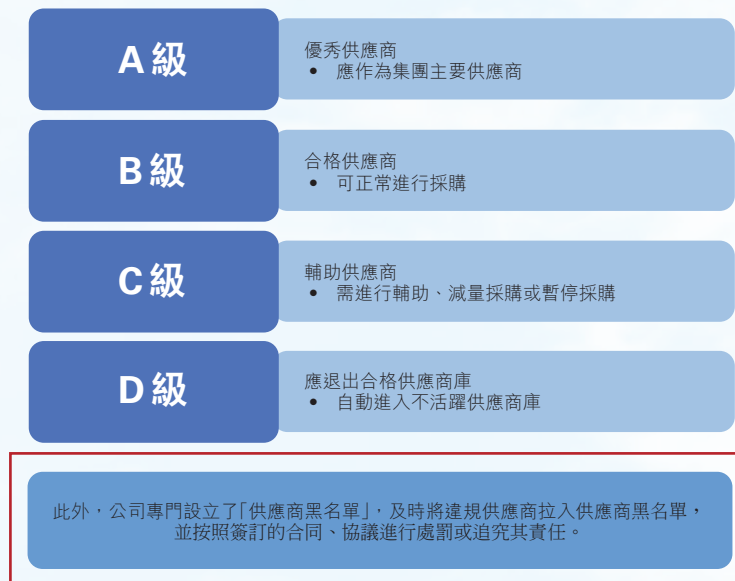 A級
優秀供應商
• 應作為集團主要供應商
B級
合格供應商
• 可正常進行採購
C級
輔助供應商
• 需進行輔助、減量採購或暫停採購
D級
應退出合格供應商庫
• 自動進入不活躍供應商庫
此外，公司專門設立了「供應商黑名單」，及時將違規供應商拉入供應商黑名單，
並按照簽訂的合同、協議進行處罰或追究其責任。